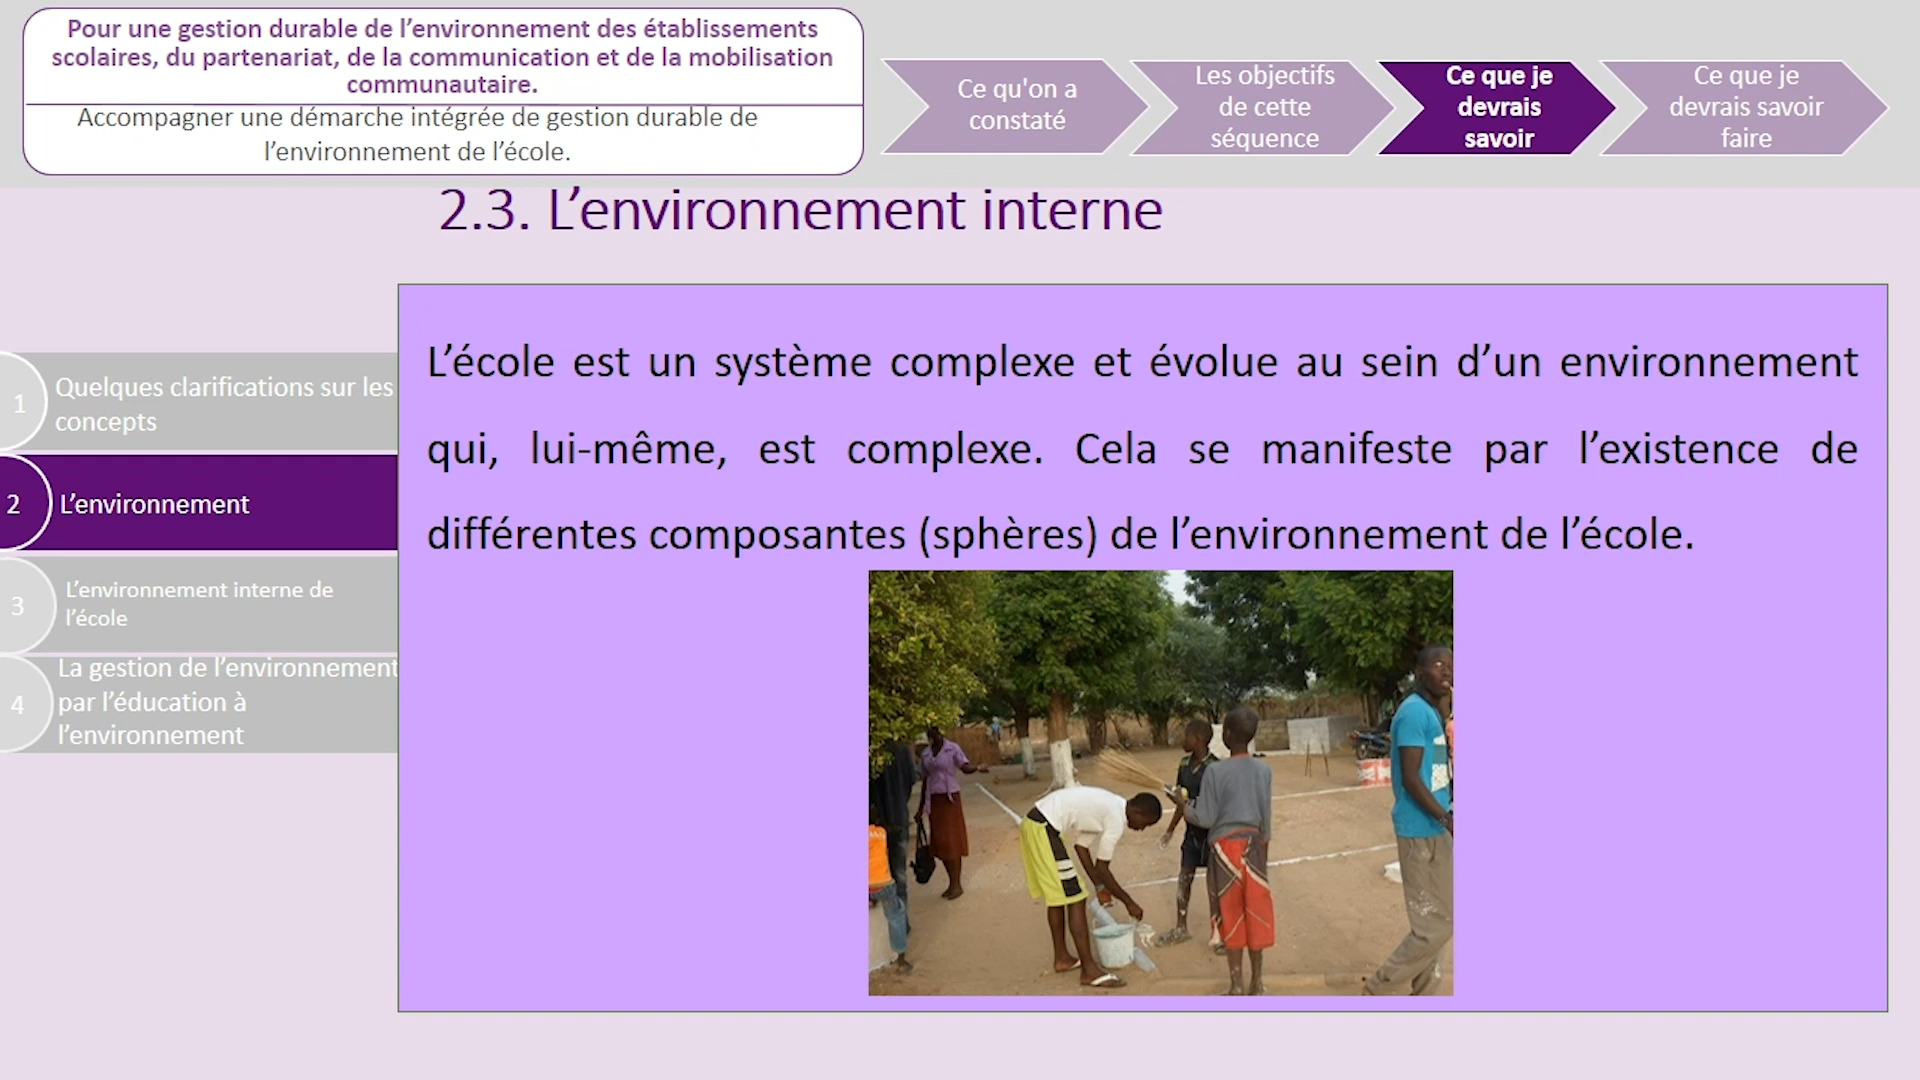 Pour une gestion durable de l’environnement des établissements
scolaires, du partenariat, de la communication et de la mobilisation
communautaire.
Accompagner une démarche intégrée de gestion durable de
l’environnement de l’école.
Ce qu'on a
constaté
Les objectifs
de cette
séquence
Ce que je
devrais
savoir
Ce que je
devrais savoir
faire
2.3. L’environnement interne
1
Quelques clarifications sur les
concepts
2
L’environnement
3
L’environnement interne de
l’école
4
La gestion de l’environnement
par l’éducation à
l’environnement
L’école est un système complexe et évolue au sein d’un environnement
qui, lui-même, est complexe. Cela se manifeste par l’existence de
différentes composantes (sphères) de l’environnement de l’école.